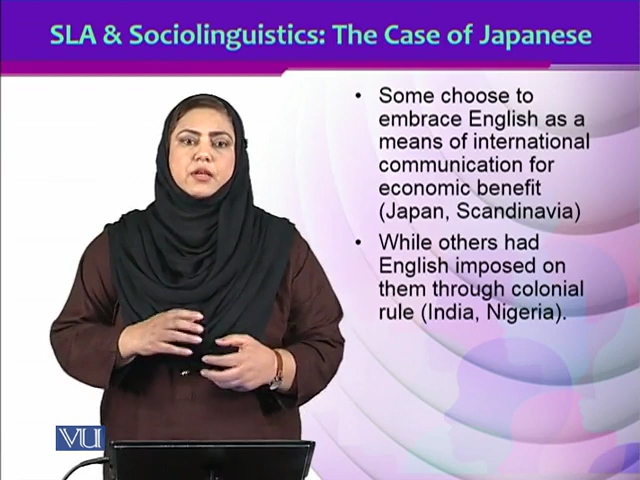 SLA & Sociolinguistics: The Case of Japanese
• Some choose to
embrace English as a
means of international
communication for
economic benefit
(Japan, Scandinavia)
• While others had
English imposed on
them through colonial
rule (India, Nigeria).
VU